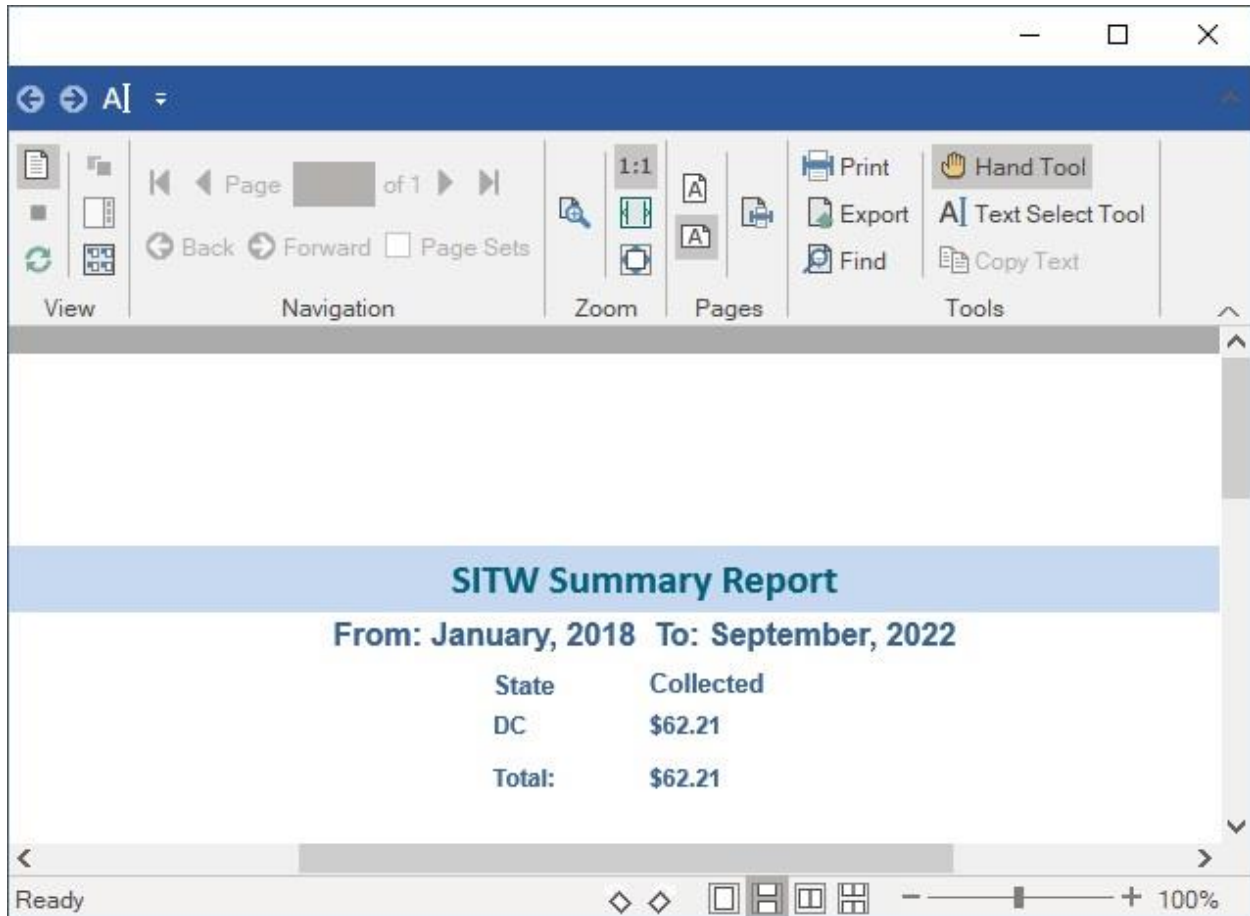 Page of 1
Back Forward Page Sets
1:1
Print
Export
Find
Hand Tool
Text Select Tool
Copy Text
View Navigation Zoom Pages Tools
SITW Summary Report
From: January, 2018 To: September, 2022
State Collected
DC $62.21
Total: $62.21
Ready 100%